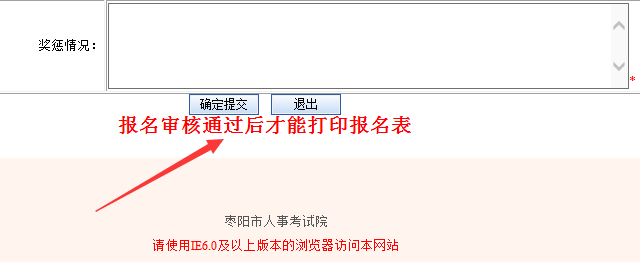 奖惩情况：
*
确定提交 退出
报名审核通过后才能打印报名表
枣阳市人事考试院
请使用IE6.0及以上版本的浏览器访问本网站